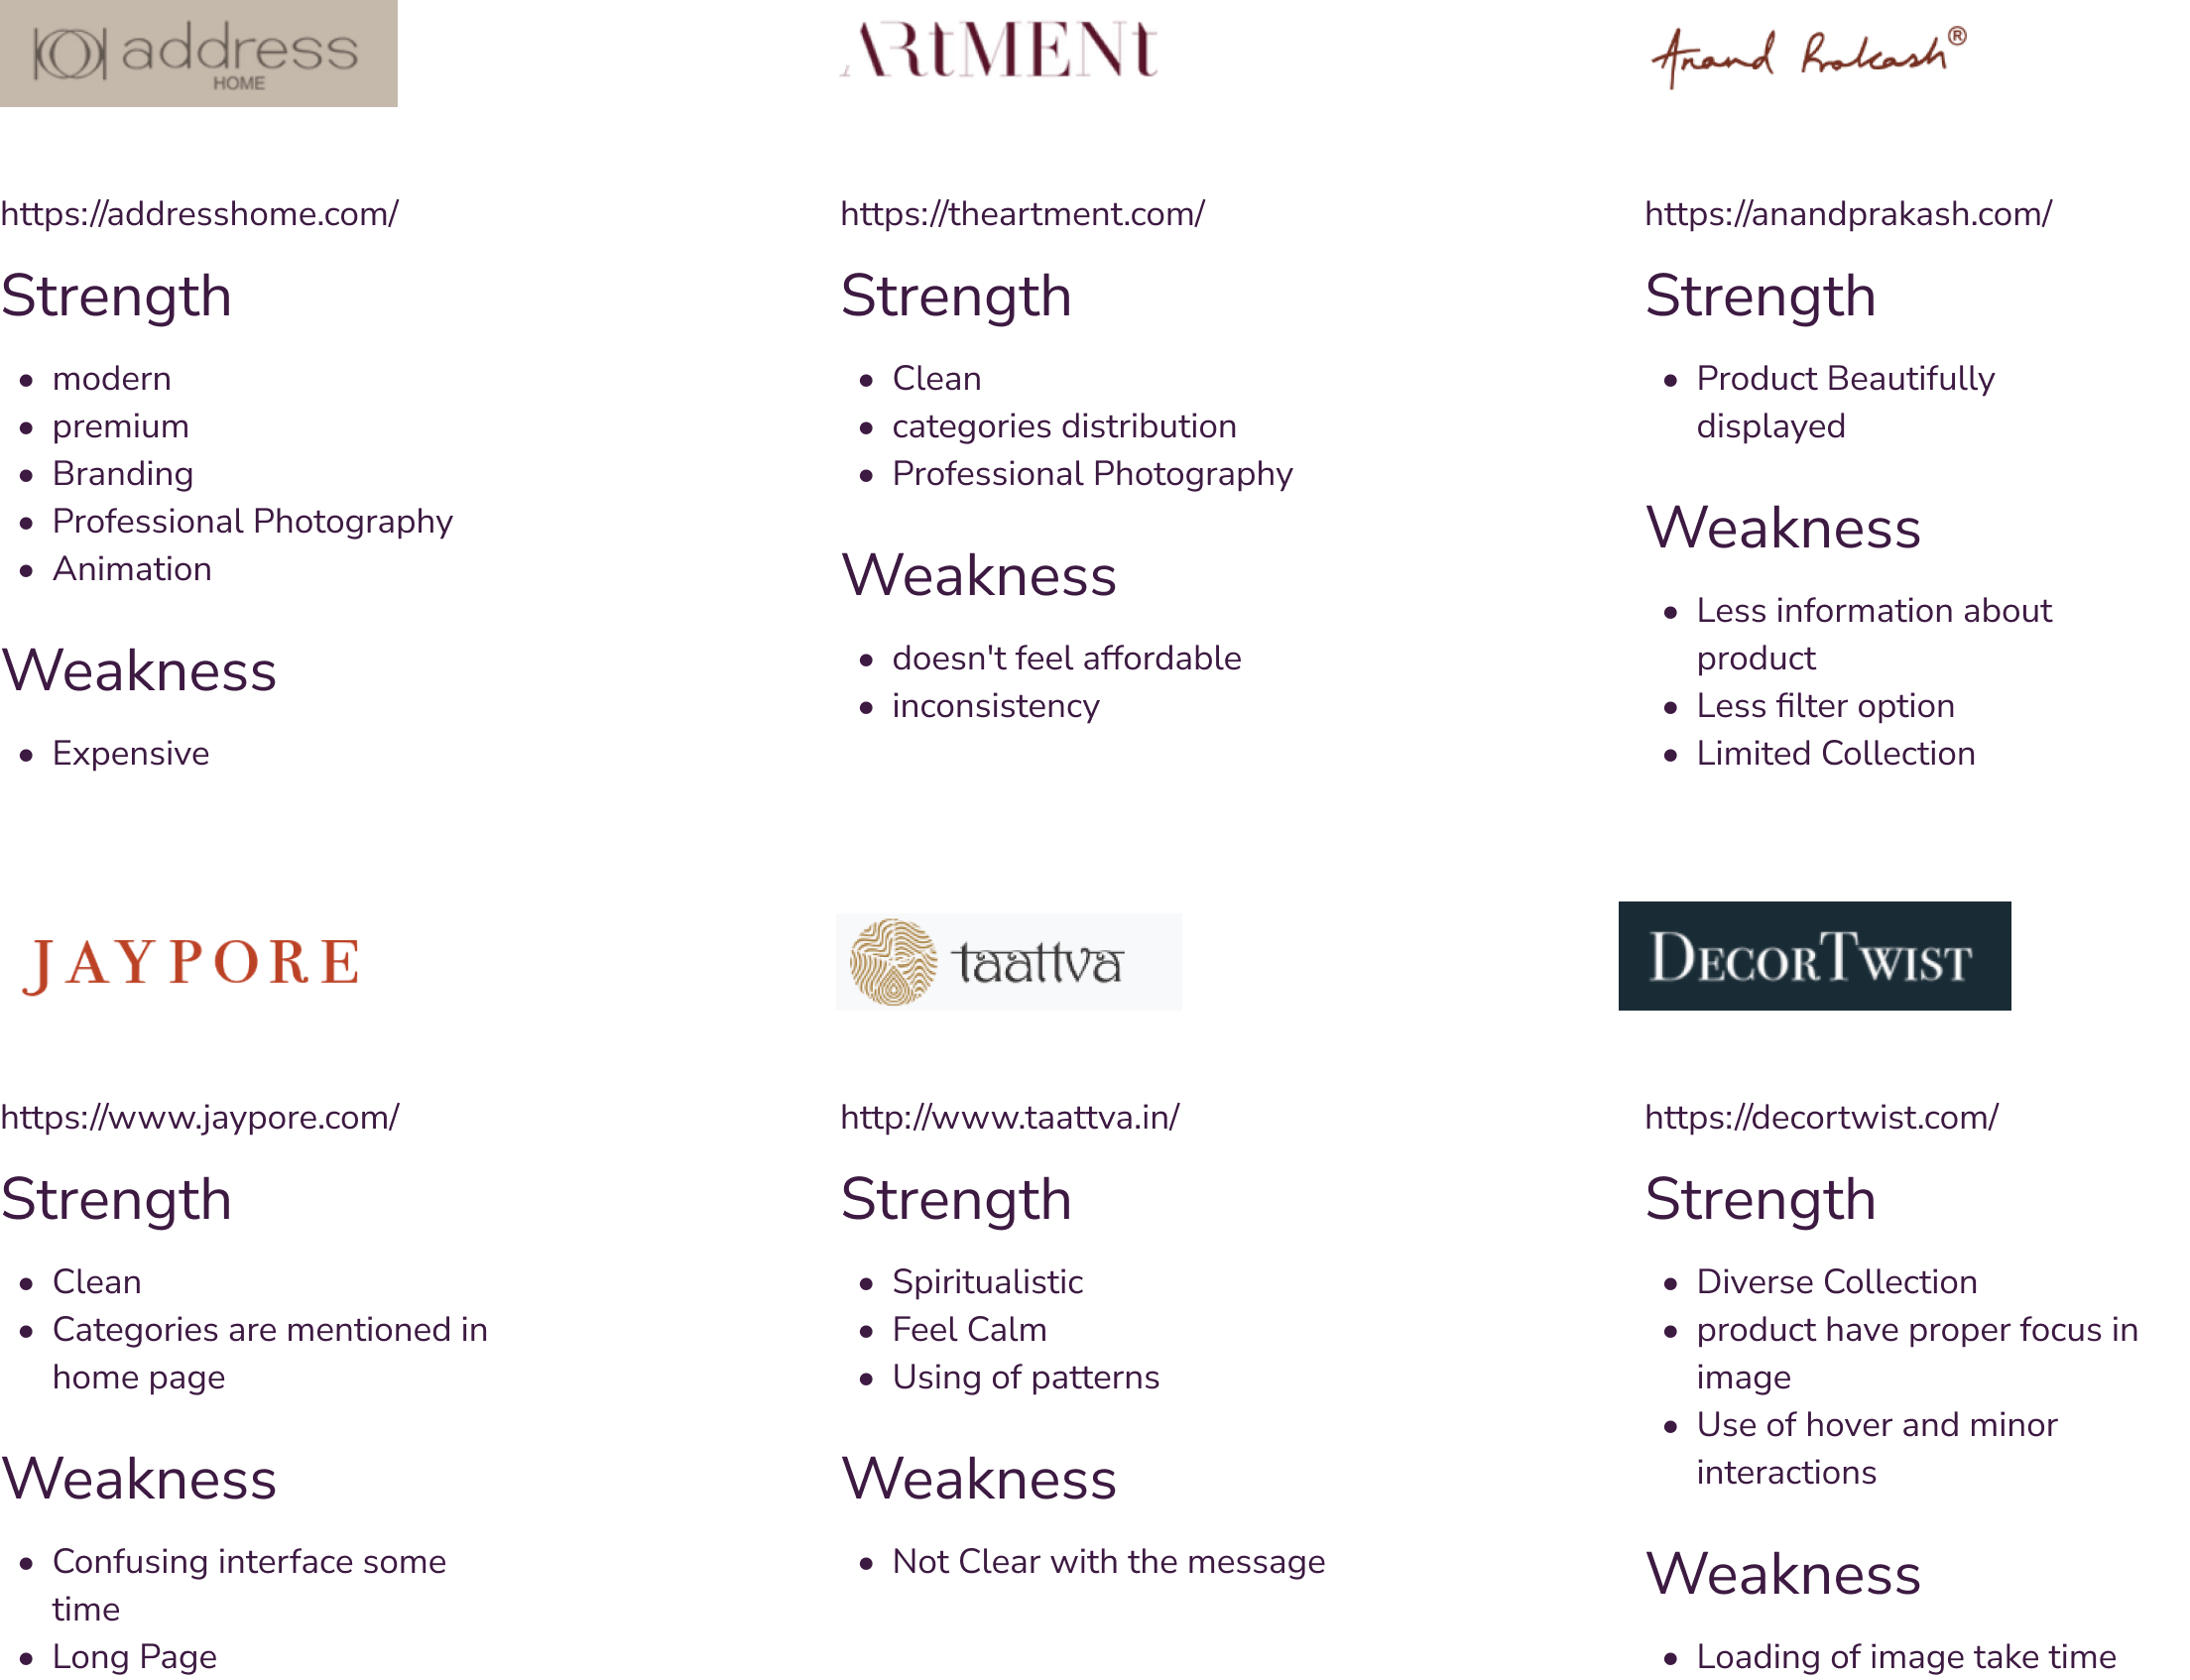 address
HOME
https://addresshome.com/
Strength
• modern
• premium
• Branding
• Professional Photography
• Animation
Weakness
• Expensive
ARtMENt
https://theartment.com/
Strength
• Clean
• categories distribution
• Professional Photography
Weakness
• doesn't feel affordable
• inconsistency
Anand Prakash®
https://anandprakash.com/
Strength
• Product Beautifully
displayed
Weakness
• Less information about
product
• Less filter option
• Limited Collection
JAYPORE
https://www.jaypore.com/
Strength
• Clean
• Categories are mentioned in
home page
Weakness
• Confusing interface some
time
• Long Page
taattva
http://www.taattva.in/
Strength
• Spiritualistic
• Feel Calm
• Using of patterns
Weakness
• Not Clear with the message
DECORTWIST
https://decortwist.com/
Strength
• Diverse Collection
• product have proper focus in
image
• Use of hover and minor
interactions
Weakness
• Loading of image take time